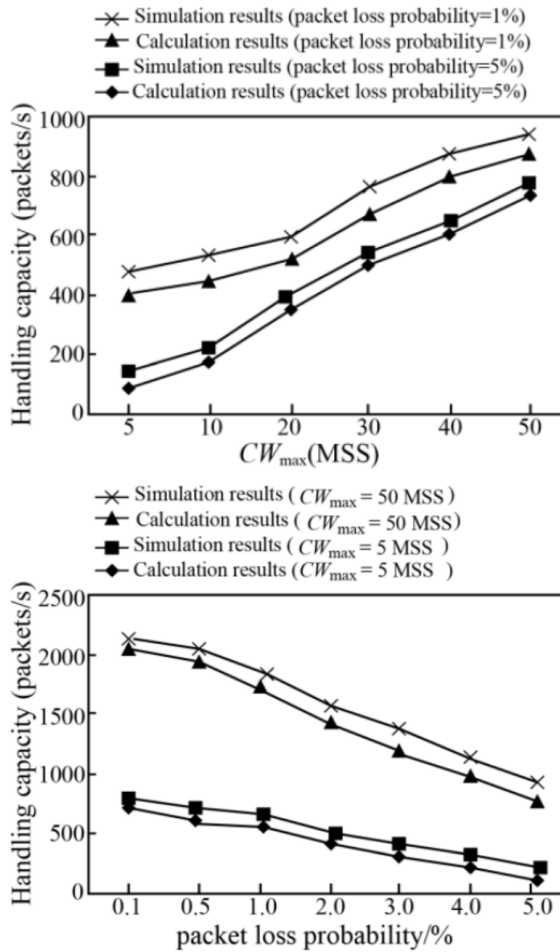 Simulation results (packet loss probability=1%)
Calculation results (packet loss probability=1%)
Simulation results (packet loss probability=5%)
Calculation results (packet loss probability=5%)
Handling capacity (packets/s)
1000
800
600
400
200
0
5 10 20 30 40 50
CWmax(MSS)
Simulation results ( CWmax = 50 MSS)
Calculation results ( CWmax = 50 MSS)
Simulation results ( CWmax = 5 MSS )
Calculation results ( CWmax = 5 MSS )
Handling capacity (packets/s)
2500
2000
1500
1000
500
0
0.1 0.5 1.0 2.0 3.0 4.0 5.0
packet loss probability/%